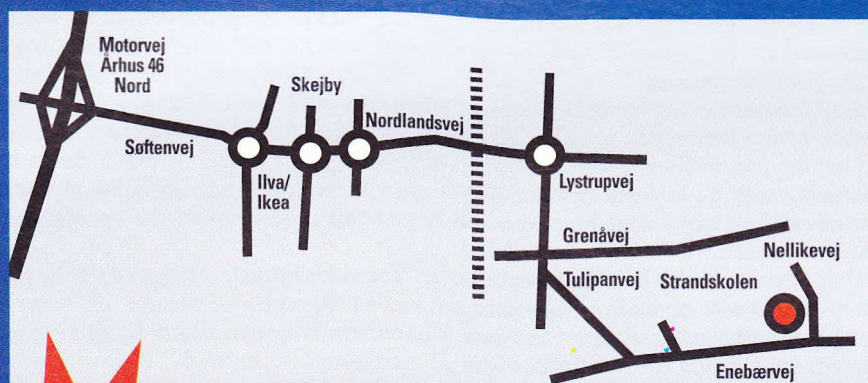 Motorvej
Århus 46
Nord
Skejby
Nordlandsvej
Søftenvej
Ilva/
Ikea
Lystrupvej
Grenåvej
Nellikevej
Tulipanvej
Strandskolen
Enebærvej